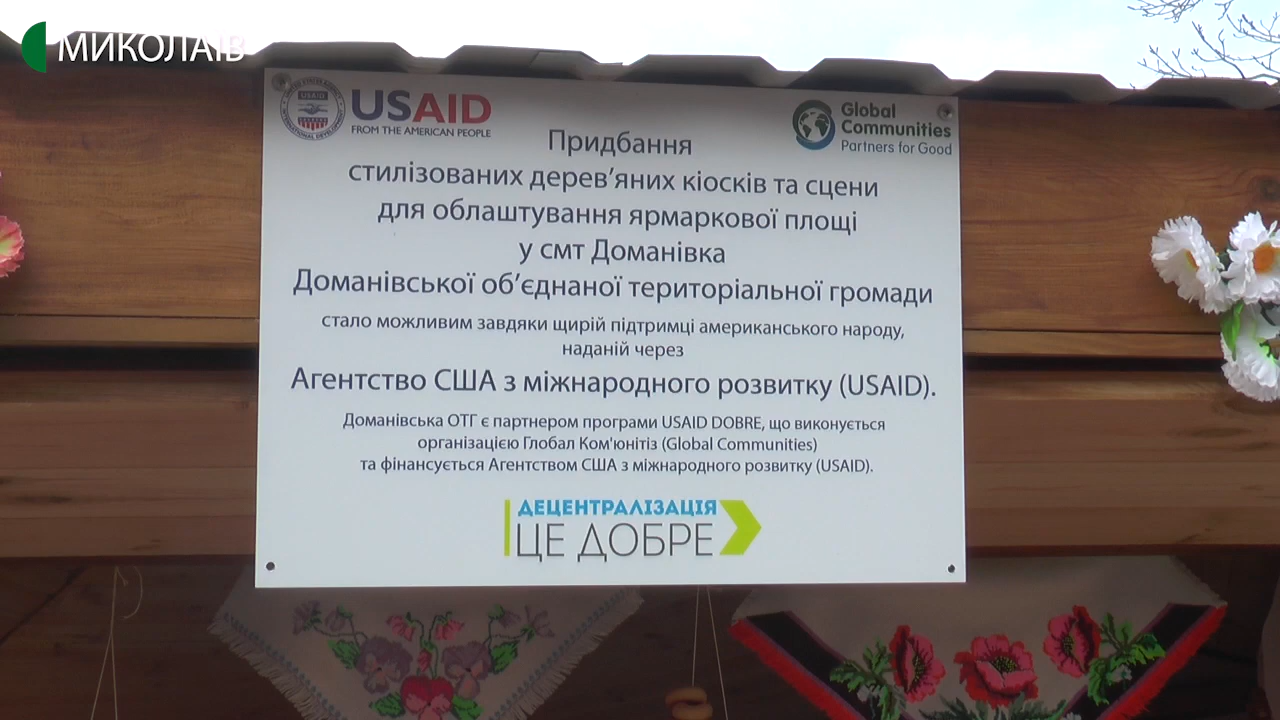 МИКОЛАЇВ
USAID
FROM THE AMERICAN PEOPLE
Global
Communities
Partners for Good
Придбання
стилізованих дерев’яних кіосків та сцени
для облаштування ярмаркової площі
у смт Доманівка
Доманівської об’єднаної територіальної громади
стало можливим завдяки щирій підтримці американського народу,
наданій через
Агентство США з міжнародного розвитку (USAID).
Доманівська ОТГ є партнером програми USAID DOBRE, що виконується
організацією Глобал Ком'юнітіз (Global Communities)
та фінансується Агентством США з міжнародного розвитку (USAID).
ДЕЦЕНТРАЛІЗАЦІЯ
ЦЕ ДОБРЕ